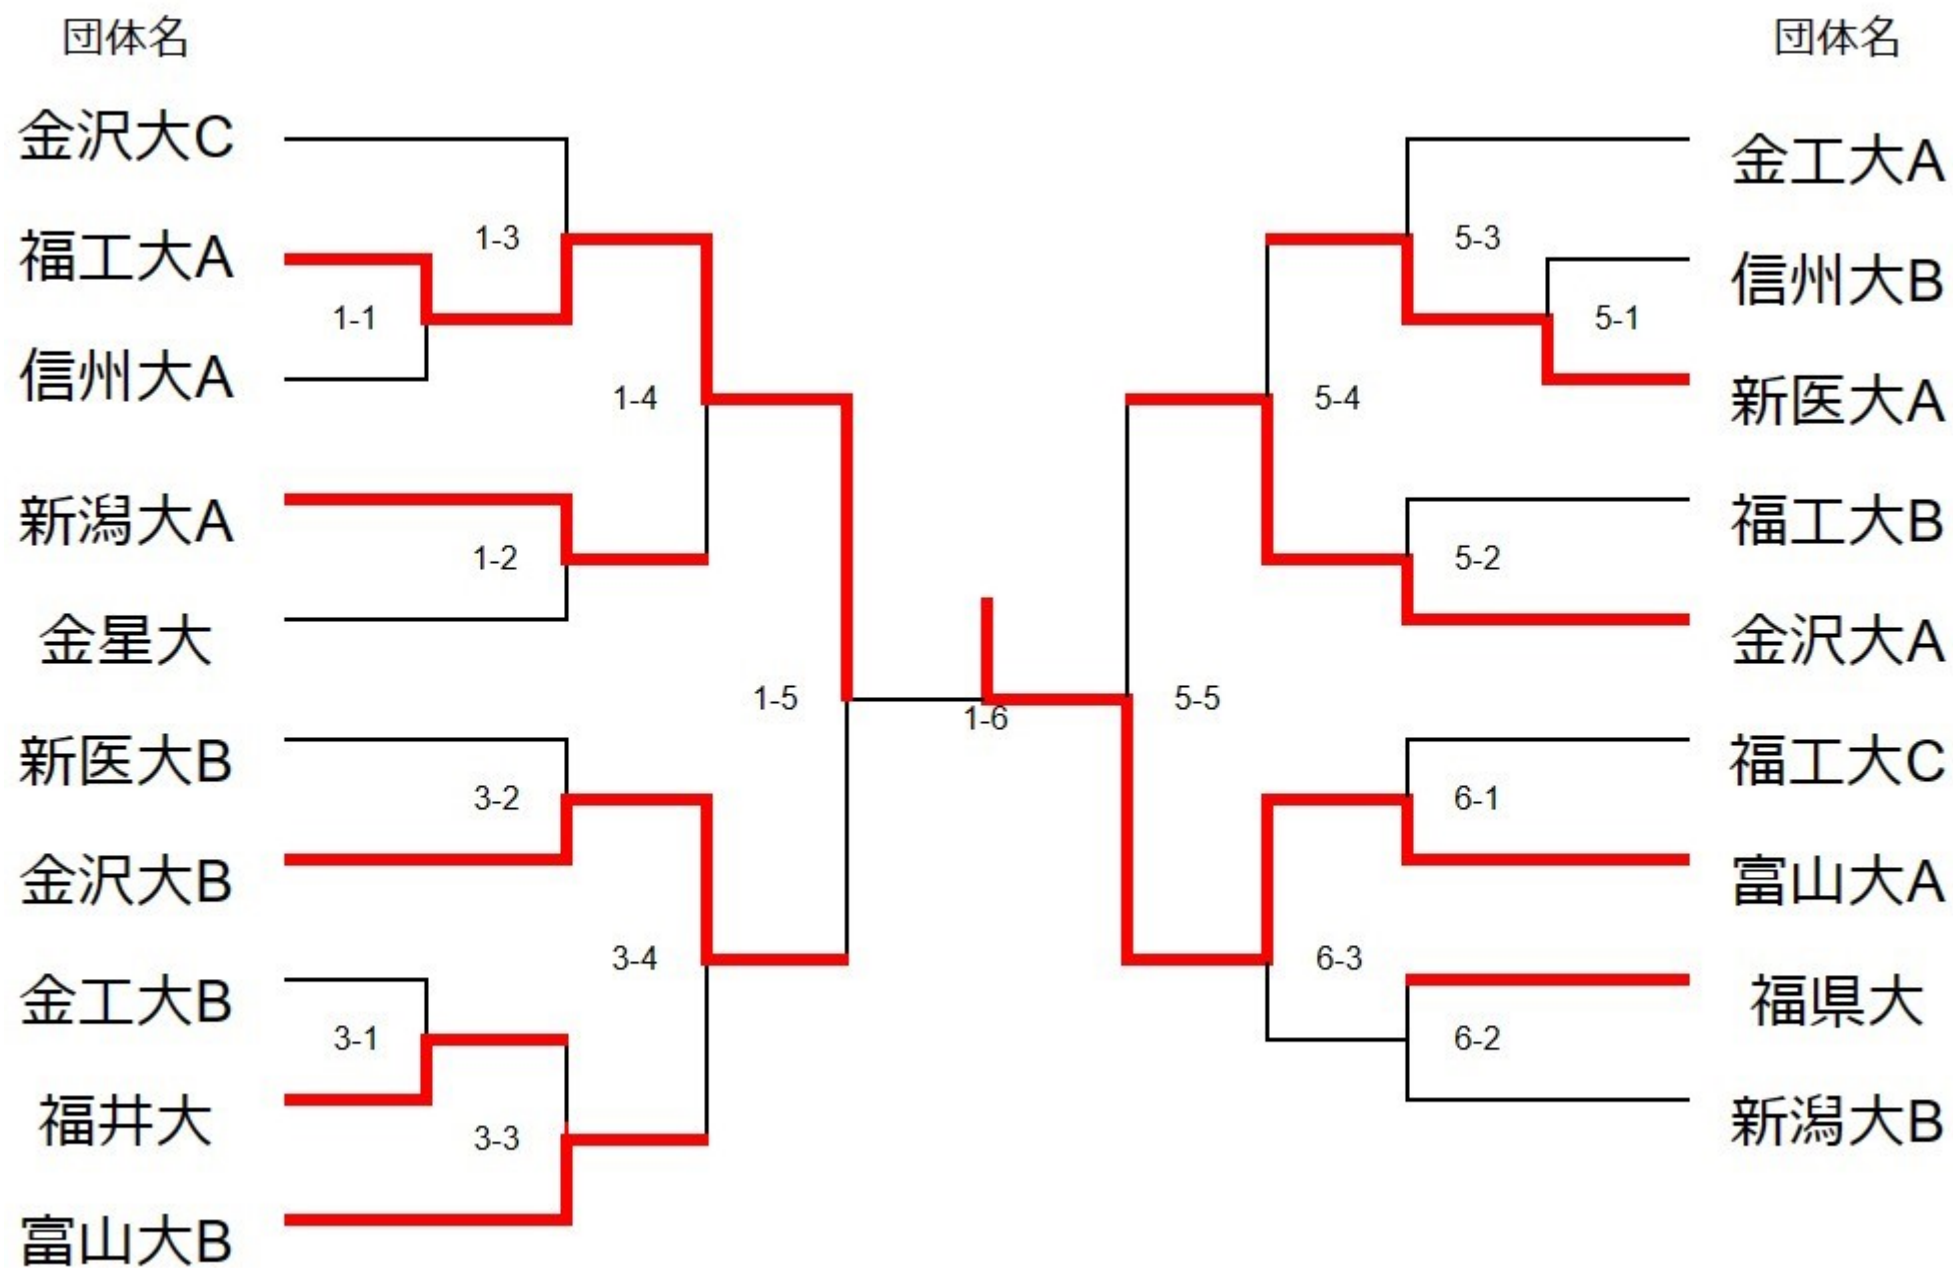 団体名
金沢大C
福工大A
信州大A
新潟大A
金星大
新医大B
金沢大B
金工大B
福井大
富山大B
1-1
1-3
1-4
1-2
1-5
3-2
3-4
3-1
3-3
1-6
5-3
5-1
5-4
5-2
5-5
6-1
6-3
6-2
団体名
金工大A
信州大B
新医大A
福工大B
金沢大A
福工大C
富山大A
福県大
新潟大B